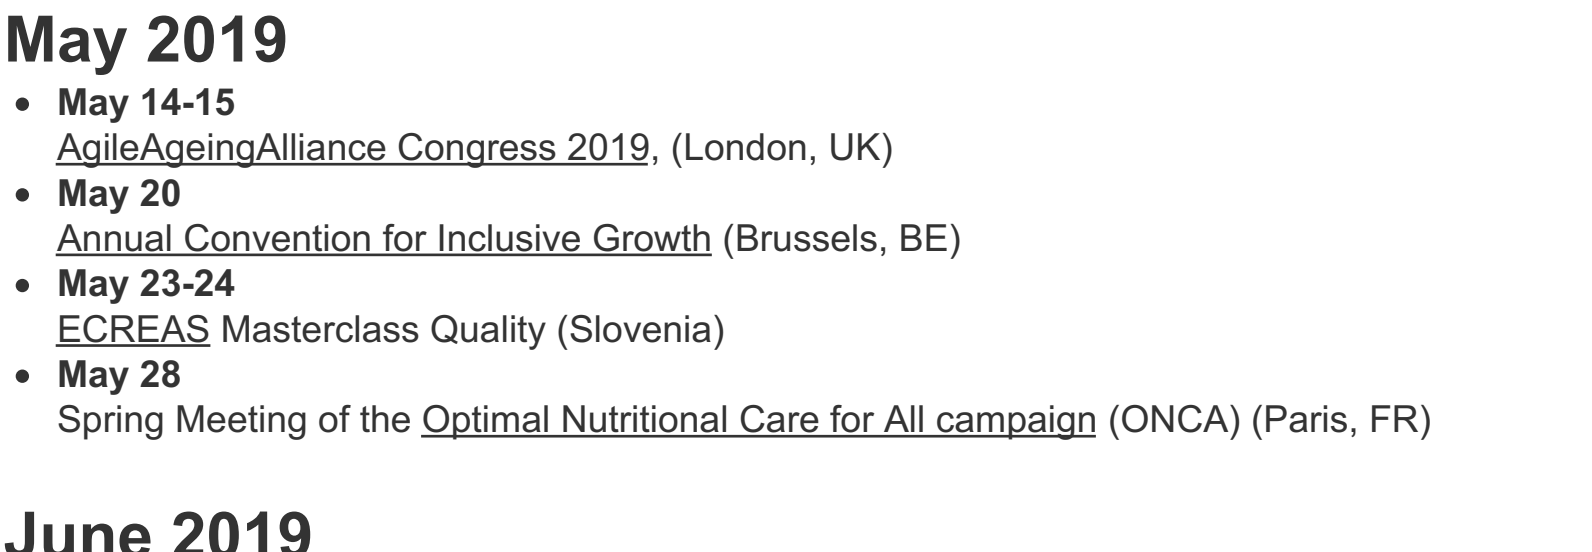 May 2019
• May 14-15
AgileAgeingAlliance Congress 2019, (London, UK)
• May 20
Annual Convention for Inclusive Growth (Brussels, BE)
• May 23-24
ECREAS Masterclass Quality (Slovenia)
• May 28
Spring Meeting of the Optimal Nutritional Care for All campaign (ONCA) (Paris, FR)
June 2019